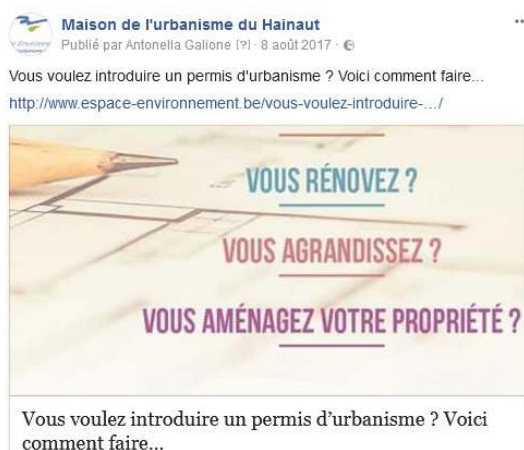 Maison de l'urbanisme du Hainaut
Publié par Antonella Galione [?] · 8 août 2017 ·
Vous voulez introduire un permis d'urbanisme ? Voici comment faire...
http://www.espace-environnement.be/vous-voulez-introduire-.../
VOUS RÉNOVEZ ?
VOUS AGRANDISSEZ ?
VOUS AMÉNAGEZ VOTRE PROPRIÉTÉ ?
Vous voulez introduire un permis d'urbanisme ? Voici
comment faire...